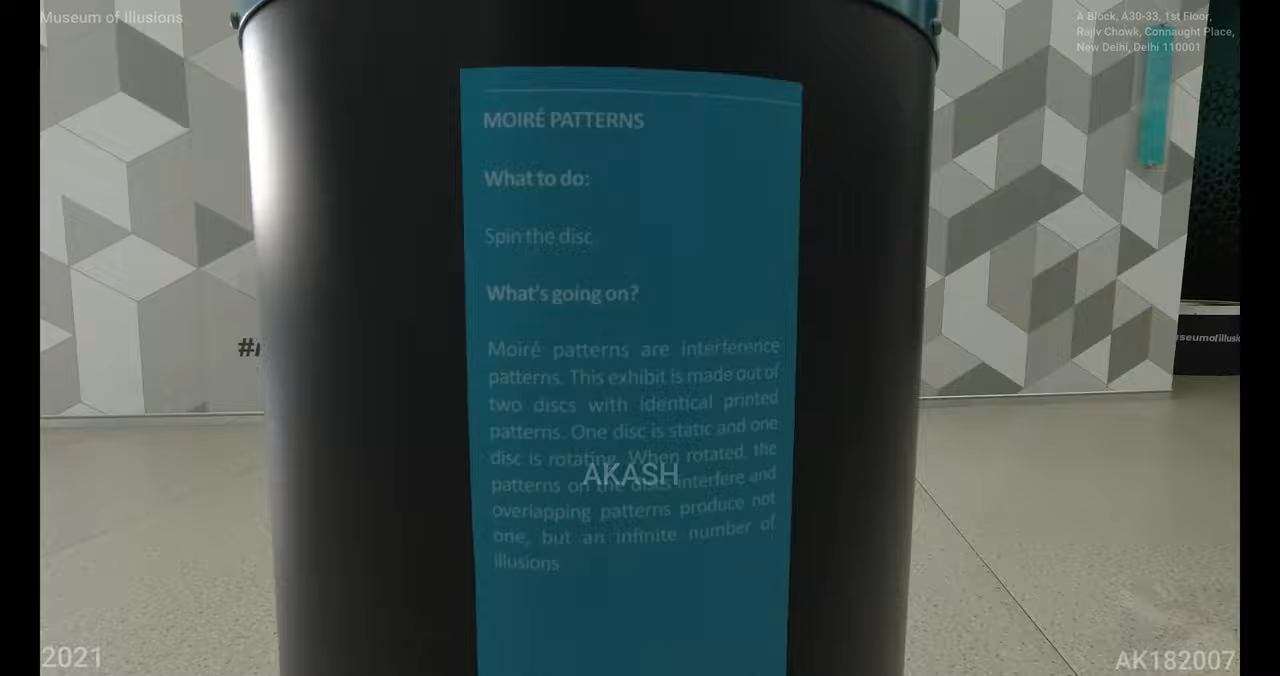 Museum of Illusions
A Block, A30-33, 1st Floor,
Rajiv Chowk, Connaught Place,
New Delhi, Delhi 110001
MOIRÉ PATTERNS
What to do:
Spin the disc
What's going on?
Moiré patterns are interference
patterns. This exhibit is made out of
two discs with identical printed
patterns. One disc is static and one
disc is rotating. When rotated, the
patterns on the discs interfere and
overlapping patterns produce not
one, but an infinite number of
illusions
AKASH
2021
AK182007